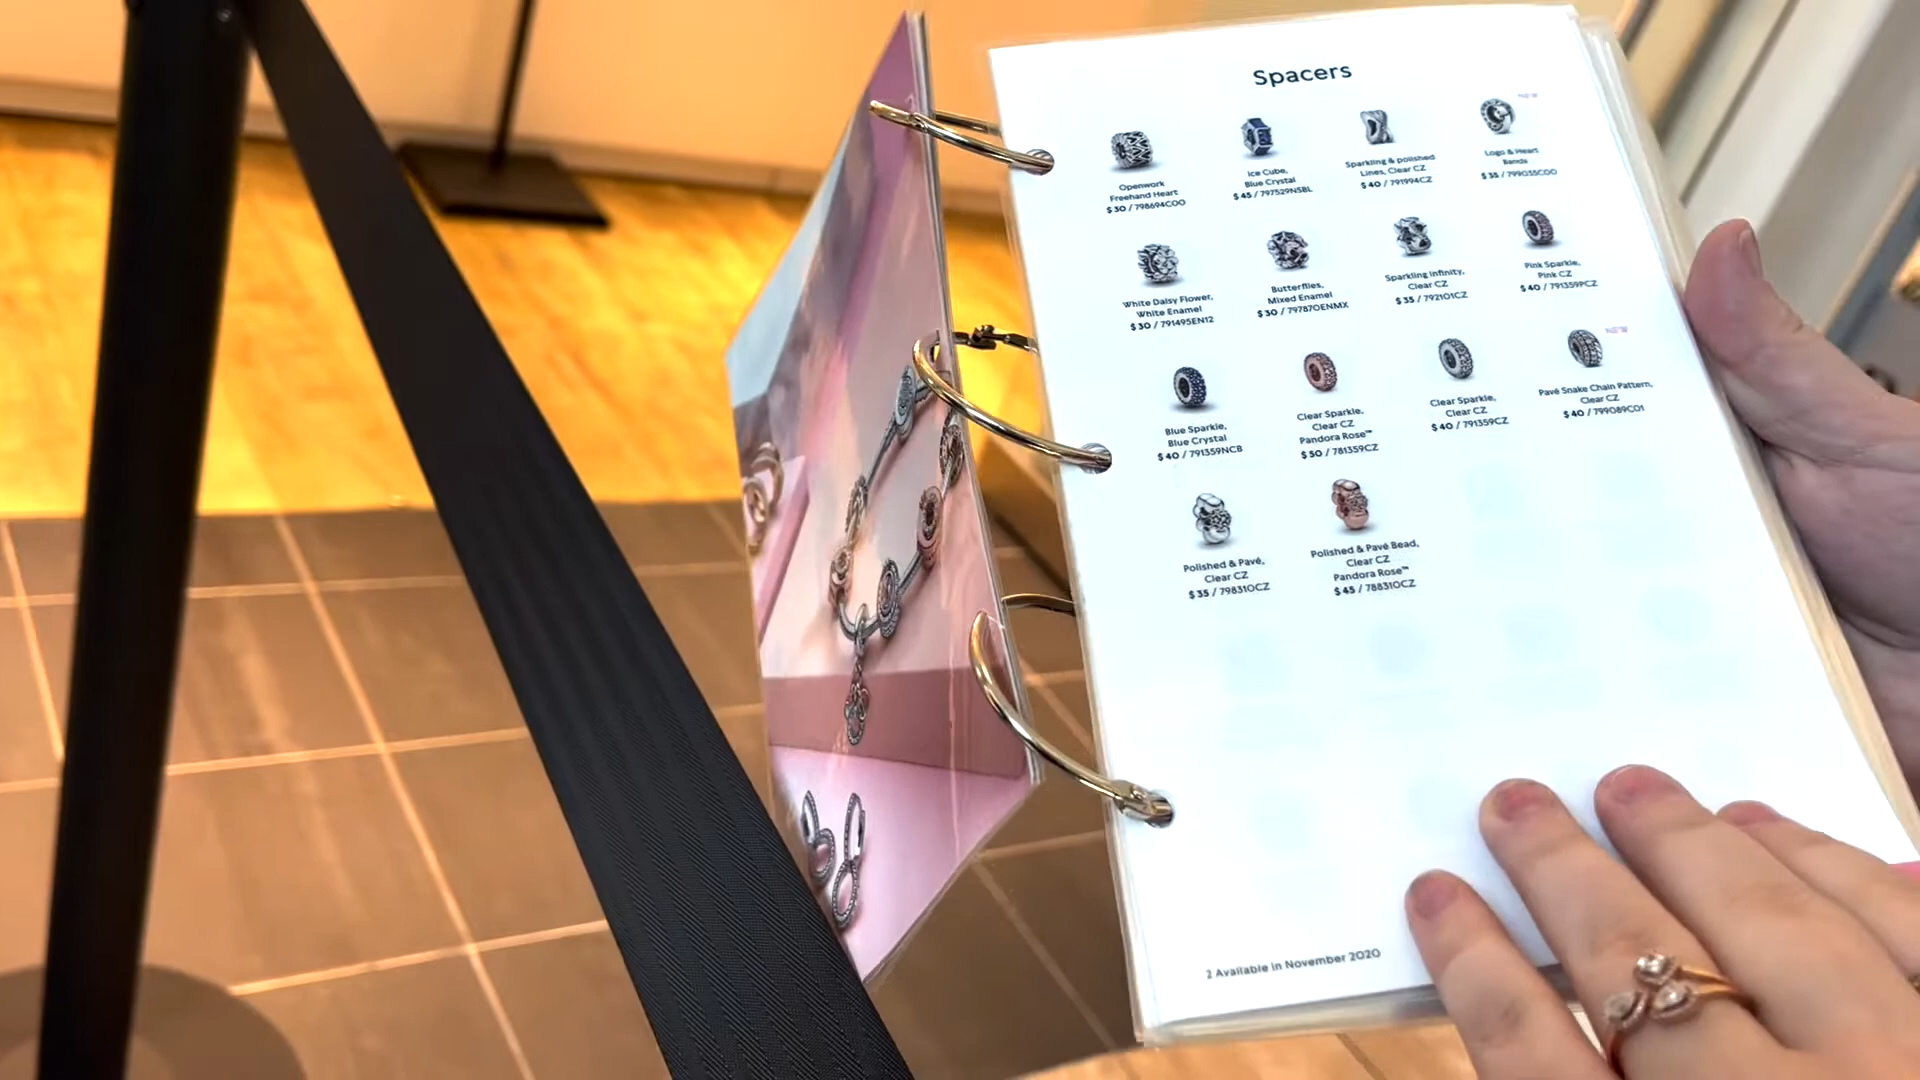 Spacers
NEW
Openwork
Freehand Heart
$30 / 798694C00
Ice Cube,
Blue Crystal
$45 / 797529NSBL
Sparkling & polished
Lines, Clear CZ
$40 / 791994CZ
Logo & Heart
Bands
$35 / 799035C00
White Daisy Flower,
White Enamel
$30 / 791495EN12
Butterflies,
Mixed Enamel
$30 / 797870ENMX
Sparkling Infinity,
Clear CZ
$35 / 792101CZ
Pink Sparkle,
Pink CZ
$40 / 791359PCZ
NEW
Blue Sparkle,
Blue Crystal
$40 / 791359NCB
Clear Sparkle,
Clear CZ
Pandora Rose™
$50 / 781359CZ
Clear Sparkle,
Clear CZ
$40 / 791359CZ
Pavé Snake Chain Pattern,
Clear CZ
$40 / 799089C01
Polished & Pavé,
Clear CZ
$35 / 798310CZ
Polished & Pavé Bead,
Clear CZ
Pandora Rose™
$45 / 788310CZ
2 Available in November 2020